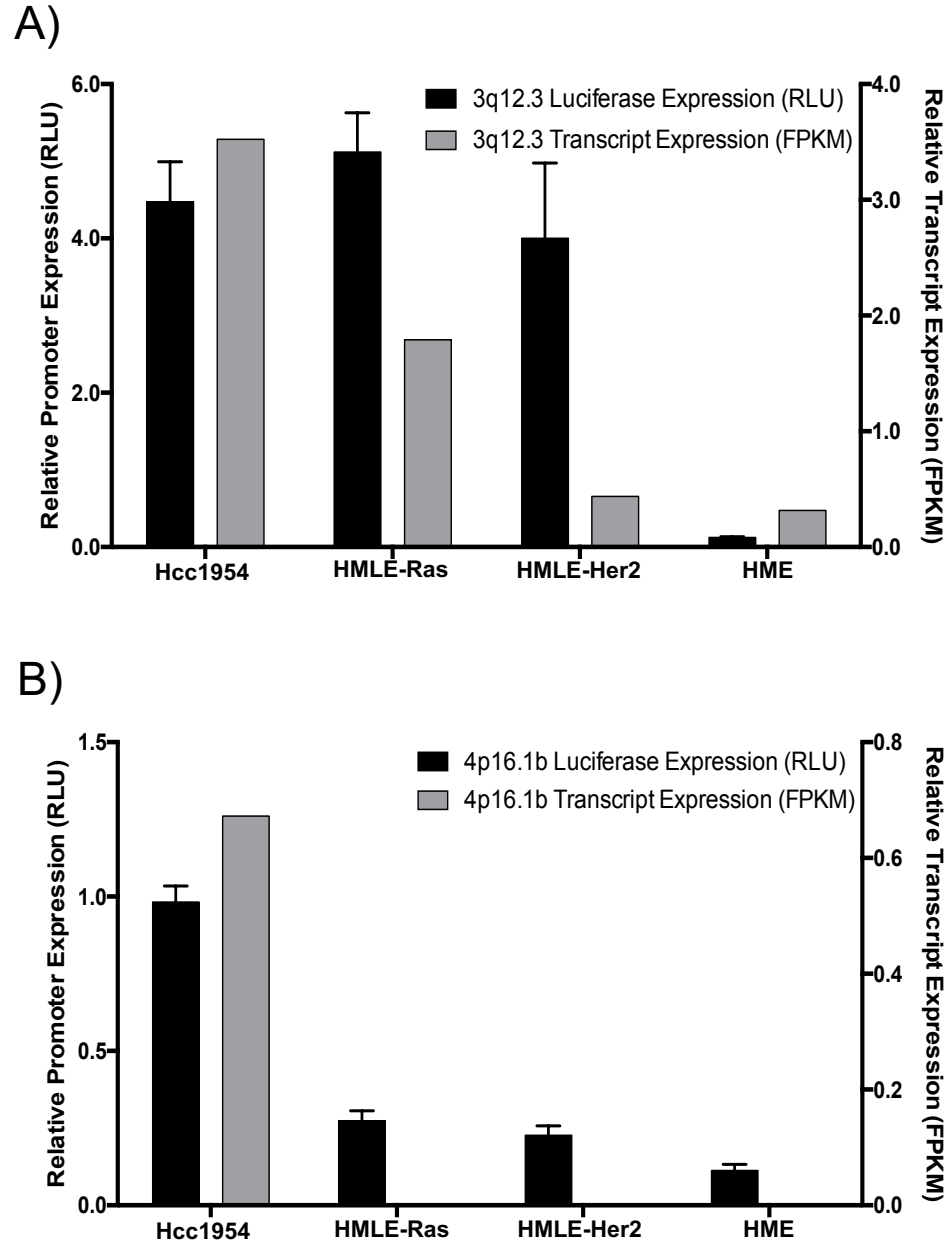 A)
3q12.3 Luciferase Expression (RLU)
3q12.3 Transcript Expression (FPKM)
Relative Promoter Expression (RLU)
6.0
4.0
2.0
0.0
Relative Transcript Expression (FPKM)
4.0
3.0
2.0
1.0
0.0
Hcc1954
HMLE-Ras
HMLE-Her2
HME
B)
4p16.1b Luciferase Expression (RLU)
4p16.1b Transcript Expression (FPKM)
Relative Promoter Expression (RLU)
1.5
1.0
0.5
0.0
Relative Transcript Expression (FPKM)
0.8
0.6
0.4
0.2
0.0
Hcc1954
HMLE-Ras
HMLE-Her2
HME